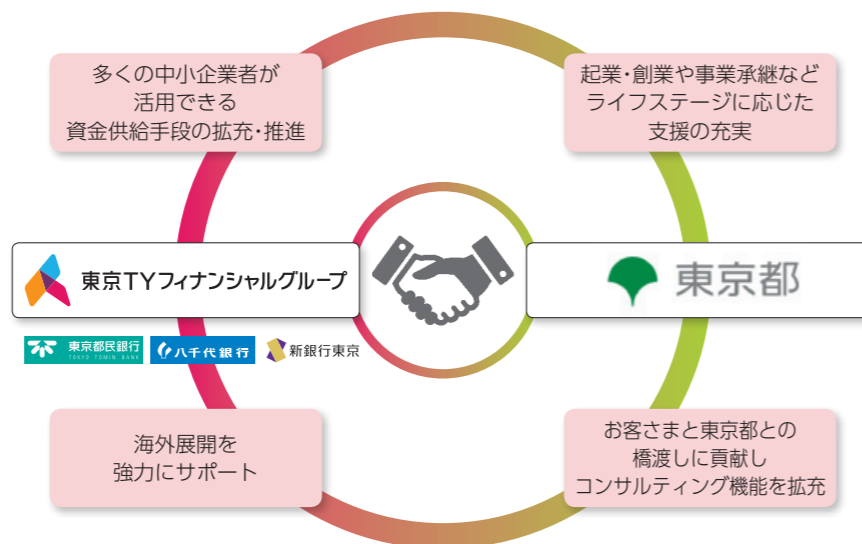 多くの中小企業者が
活用できる
資金供給手段の拡充・推進
起業・創業や事業承継など
ライフステージに応じた
支援の充実
東京TYフィナンシャルグループ
東京都
東京都民銀行
TOKYO TOMIN BANK
八千代銀行
新銀行東京
海外展開を
強力にサポート
お客さまと東京都との
橋渡しに貢献し
コンサルティング機能を拡充